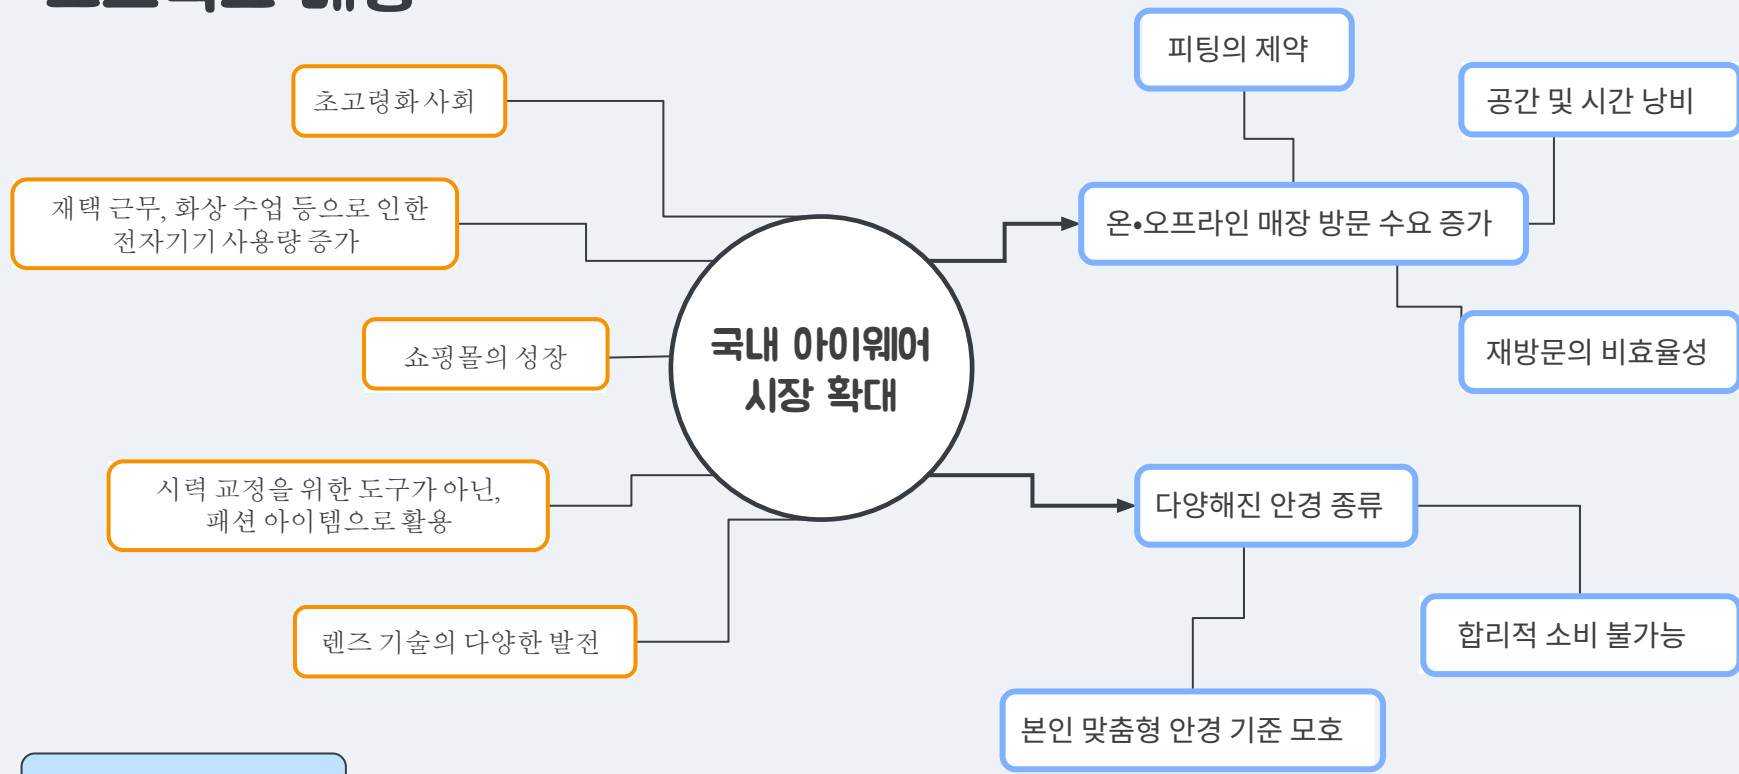 피팅의 제약
초고령화 사회
공간 및 시간 낭비
재택 근무, 화상 수업 등으로 인한
전자기기 사용량 증가
온•오프라인 매장 방문 수요 증가
쇼핑몰의 성장
국내 아이웨어
시장 확대
재방문의 비효율성
시력 교정을 위한 도구가 아닌,
패션 아이템으로 활용
다양해진 안경 종류
렌즈 기술의 다양한 발전
합리적 소비 불가능
본인 맞춤형 안경 기준 모호